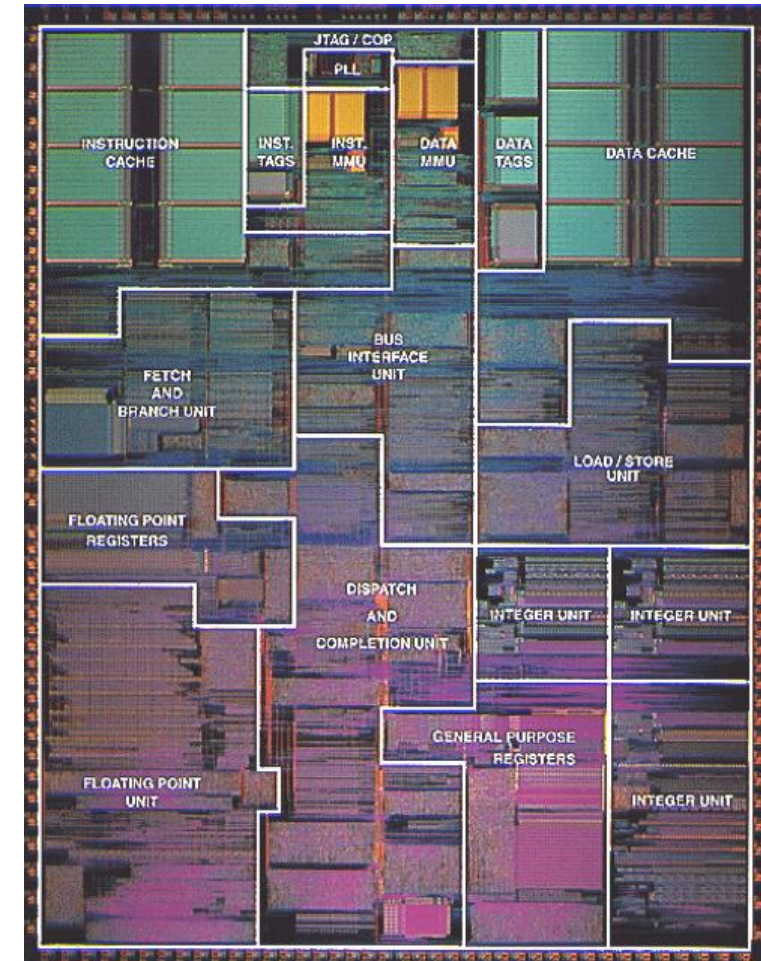 JTAG / COP
PLL
INSTRUCTION
CACHE
INST.
TAGS
INST.
MMU
DATA
MMU
DATA
TAGS
DATA CACHE
BUS
INTERFACE
UNIT
FETCH
AND
BRANCH UNIT
LOAD / STORE
UNIT
FLOATING POINT
REGISTERS
DISPATCH
AND
COMPLETION UNIT
INTEGER UNIT
INTEGER UNIT
GENERAL PURPOSE
REGISTERS
FLOATING POINT
UNIT
INTEGER UNIT